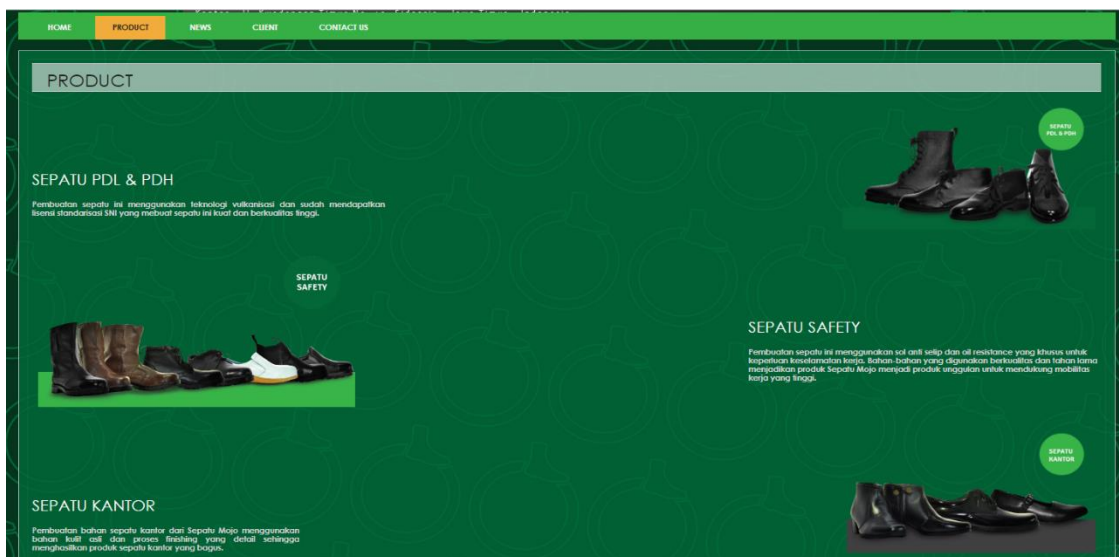 HOME PRODUCT NEWS CLIENT CONTACT US
PRODUCT
SEPATU
PDL & PDH
SEPATU PDL & PDH
Pembuatan sepatu ini menggunakan teknologi vulkanisasi dan sudah mendapatkan
lisensi standarisasi SNI yang mebuat sepatu ini kuat dan berkualitas tinggi.
SEPATU
SAFETY
SEPATU SAFETY
Pembuatan sepatu ini menggunakan sol anti selip dan oil resistance yang khusus untuk
keperluan keselamatan kerja. Bahan-bahan yang digunakan berkualitas dan tahan lama
menjadikan produk Sepatu Mojo menjadi produk unggulan untuk mendukung mobilitas
kerja yang tinggi.
SEPATU
KANTOR
SEPATU KANTOR
Pembuatan bahan sepatu kantor dari Sepatu Mojo menggunakan
bahan kulit asli dan proses finishing yang detail sehingga
menghasilkan produk sepatu kantor yang bagus.